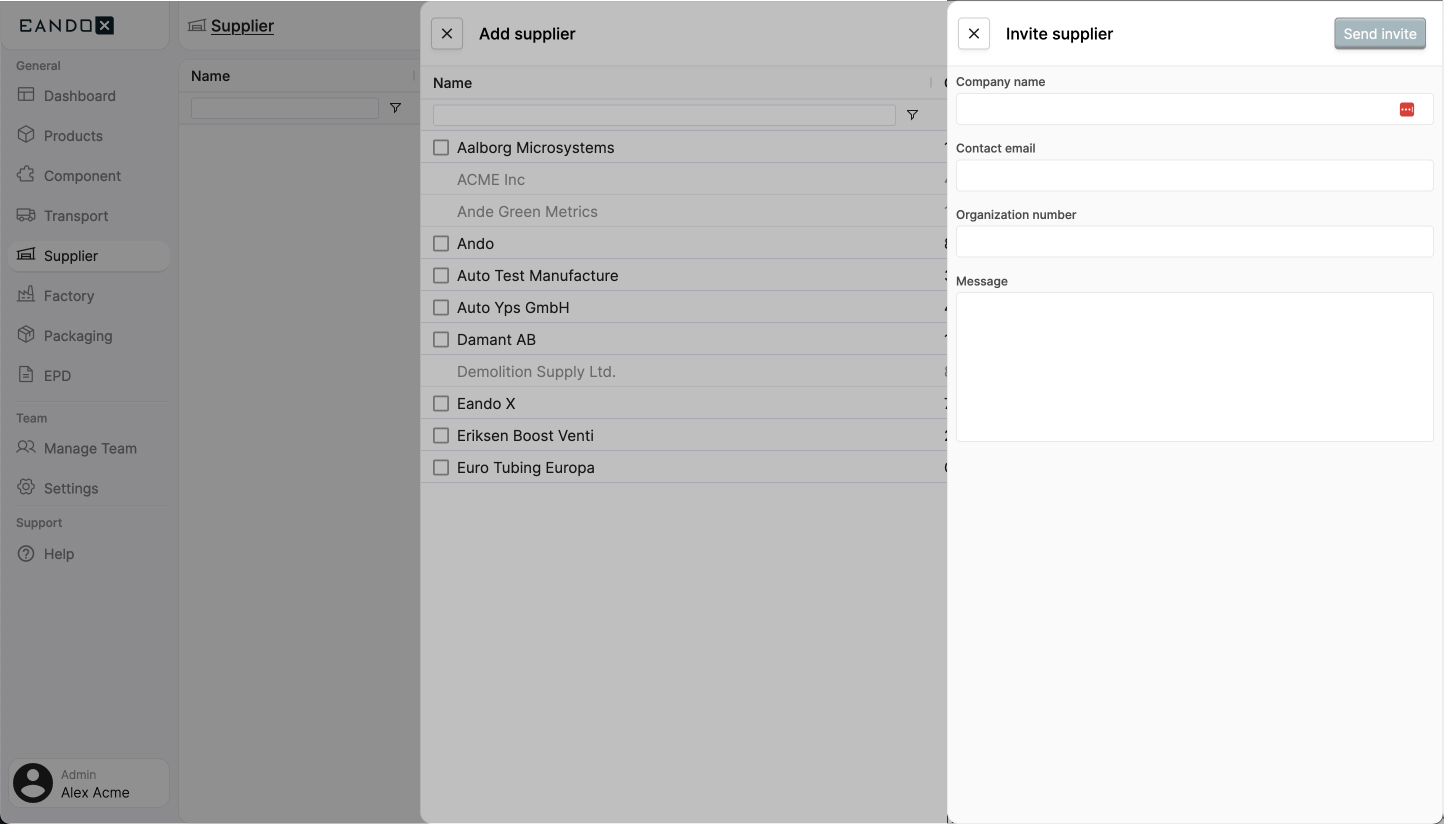 EANDO X
General
Dashboard
Products
Component
Transport
Supplier
Factory
Packaging
EPD
Team
Manage Team
Settings
Support
Help
Admin
Alex Acme
Supplier
Name
Add supplier
Name
Aalborg Microsystems
ACME Inc
Ande Green Metrics
Ando
Auto Test Manufacture
Auto Yps GmbH
Damant AB
Demolition Supply Ltd.
Eando X
Eriksen Boost Venti
Euro Tubing Europa
Invite supplier
Send invite
Company name
Contact email
Organization number
Message